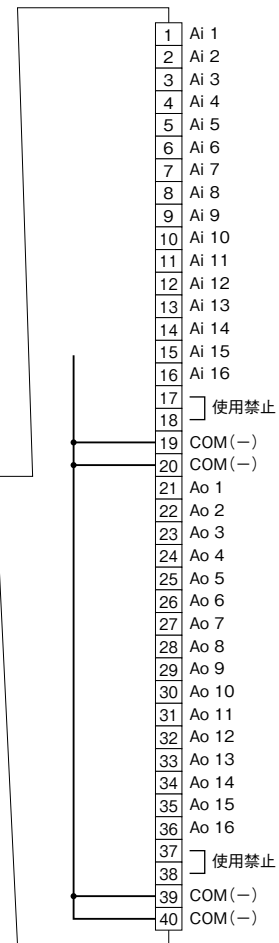 1 Ai 1
2 Ai 2
3 Ai 3
4 Ai 4
5 Ai 5
6 Ai 6
7 Ai 7
8 Ai 8
9 Ai 9
10 Ai 10
11 Ai 11
12 Ai 12
13 Ai 13
14 Ai 14
15 Ai 15
16 Ai 16
17
使用禁止
18
19 COM(−)
20 COM(−)
21 Ao 1
22 Ao 2
23 Ao 3
24 Ao 4
25 Ao 5
26 Ao 6
27 Ao 7
28 Ao 8
29 Ao 9
30 Ao 10
31 Ao 11
32 Ao 12
33 Ao 13
34 Ao 14
35 Ao 15
36 Ao 16
37
使用禁止
38
39 COM(−)
40 COM(−)